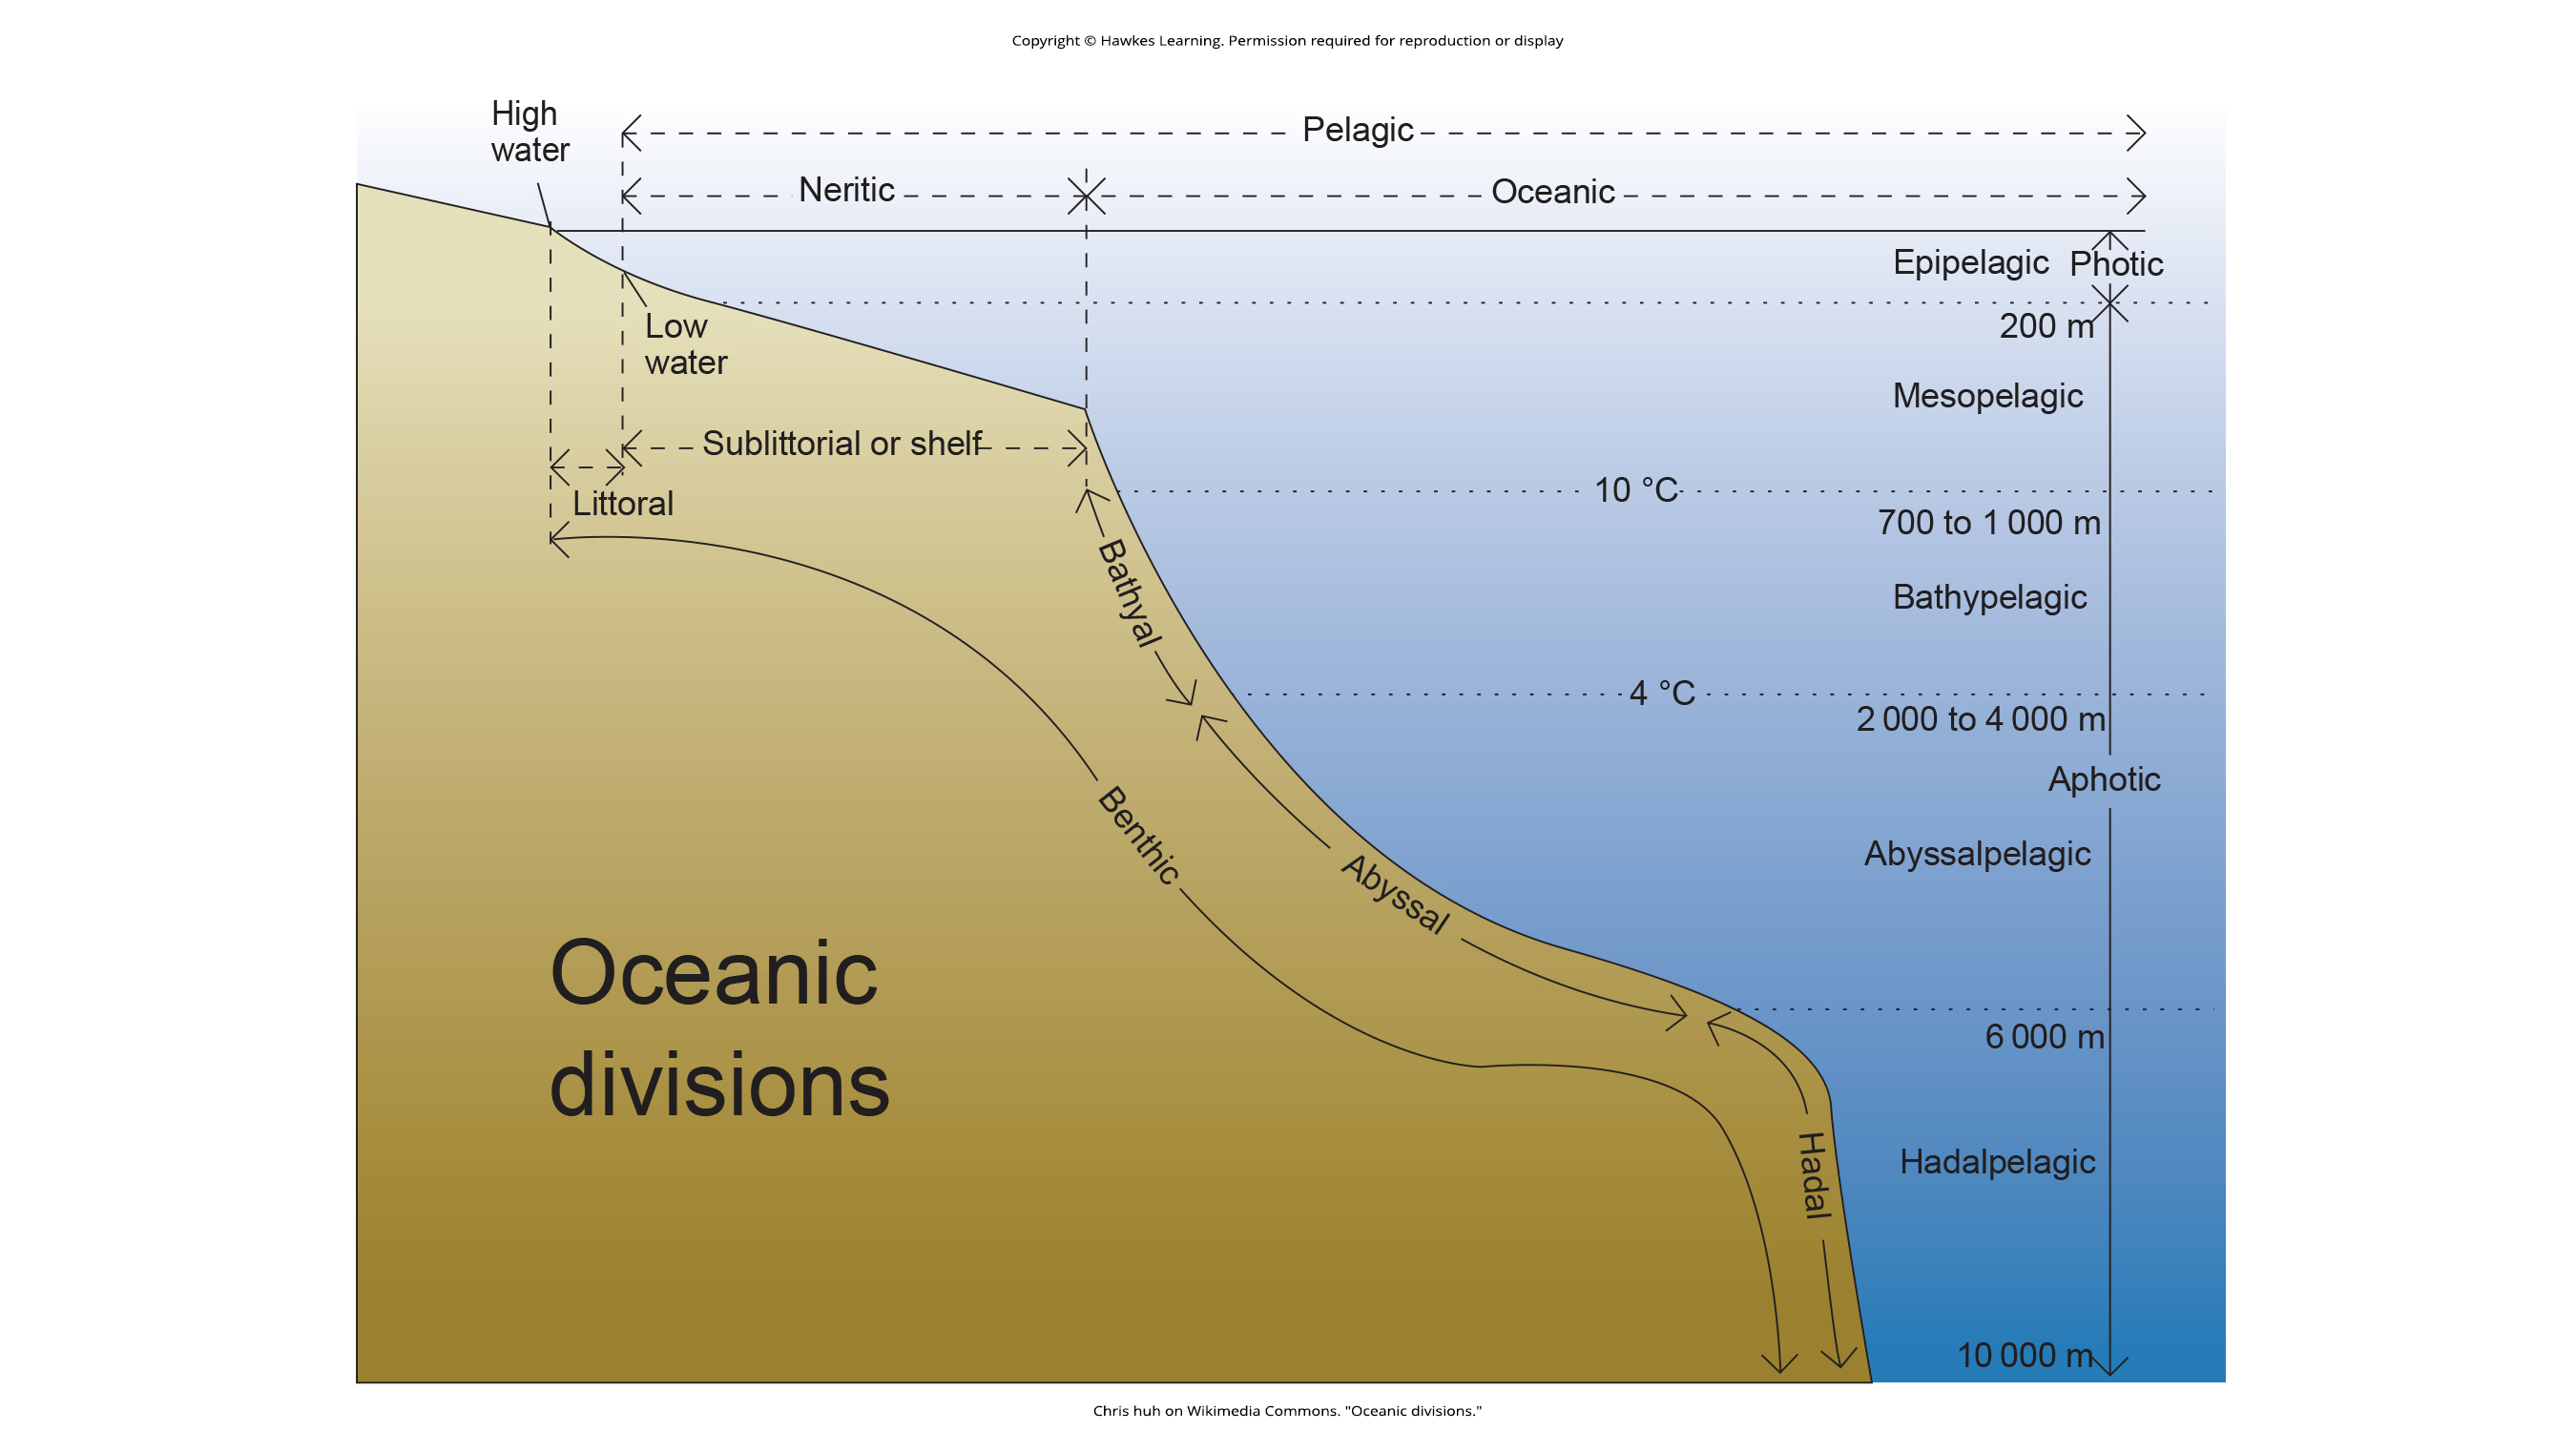 Copyright © Hawkes Learning. Permission required for reproduction or display
High
water
Pelagic
Neritic
Oceanic
Epipelagic
Photic
200 m
Low
water
Mesopelagic
Sublittorial or shelf
Littoral
10 °C
700 to 1 000 m
Bathyal
Bathypelagic
4 °C
2 000 to 4 000 m
Aphotic
Benthic
Abyssal
Abyssalpelagic
Oceanic
divisions
6 000 m
Hadal
Hadalpelagic
10 000 m
Chris huh on Wikimedia Commons. "Oceanic divisions."